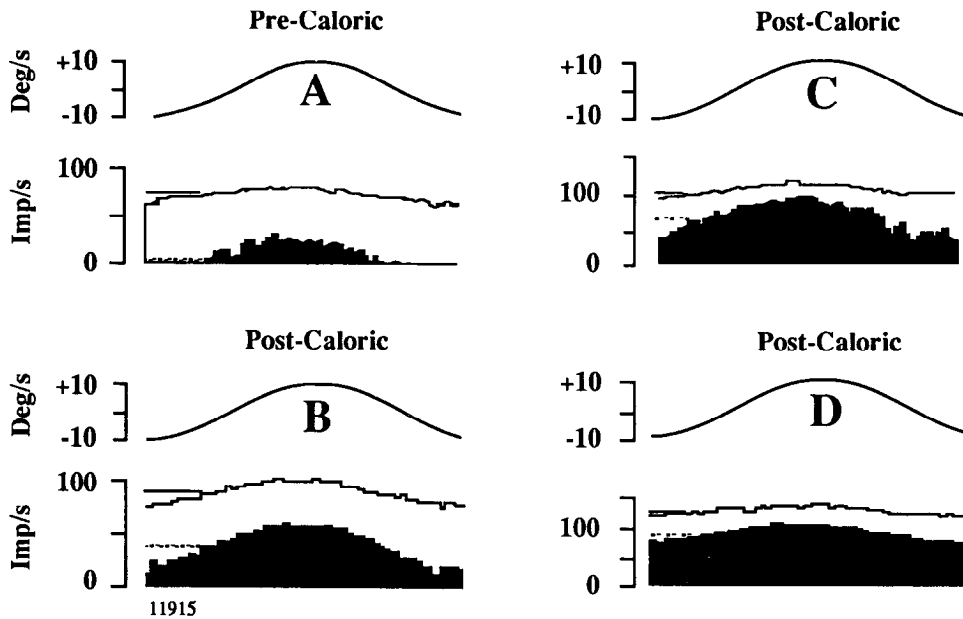 Pre-Caloric
Deg/s
+10
-10
A
Imp/s
100
0
Post-Caloric
+10
-10
C
100
0
Post-Caloric
Deg/s
+10
-10
B
Imp/s
100
0
11915
Post-Caloric
+10
-10
D
100
0